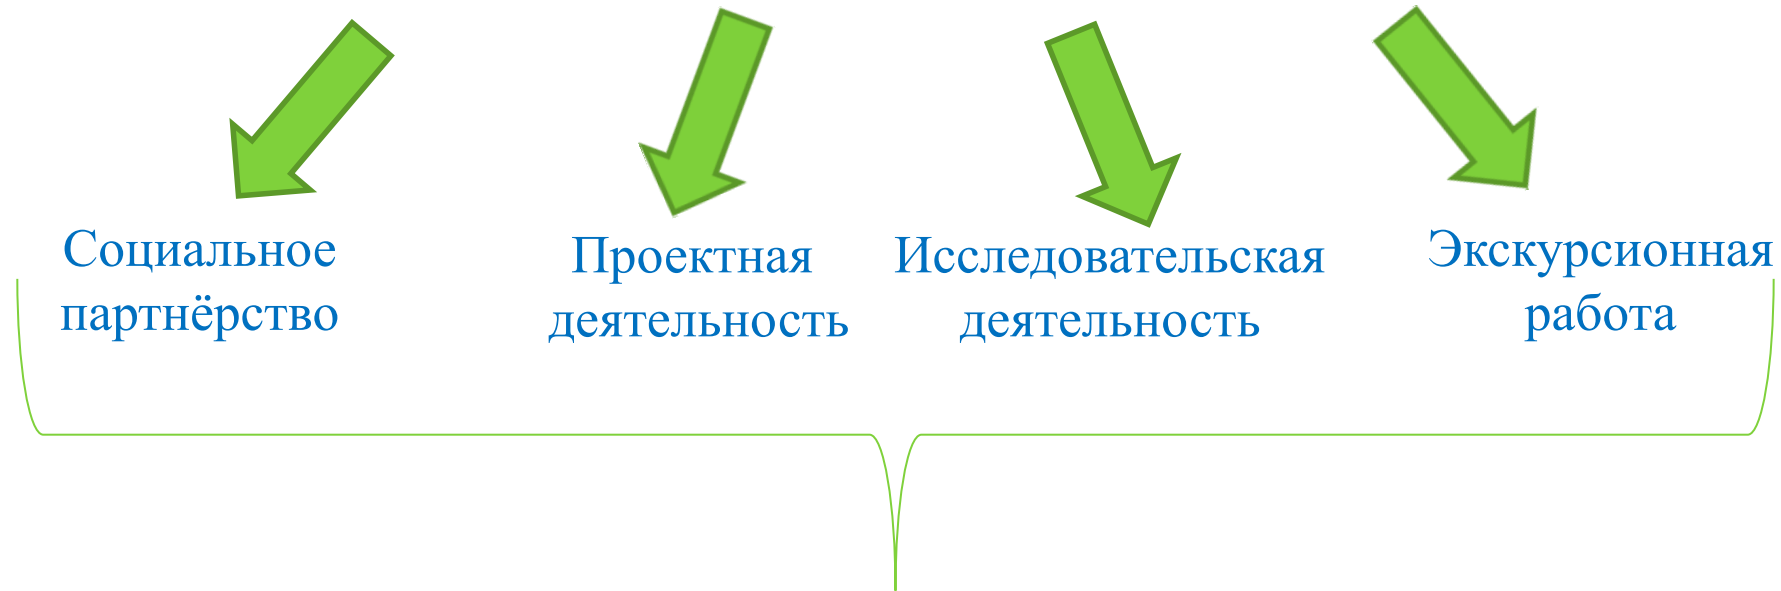 Социальное
партнёрство
Проектная
деятельность
Исследовательская
деятельность
Экскурсионная
работа